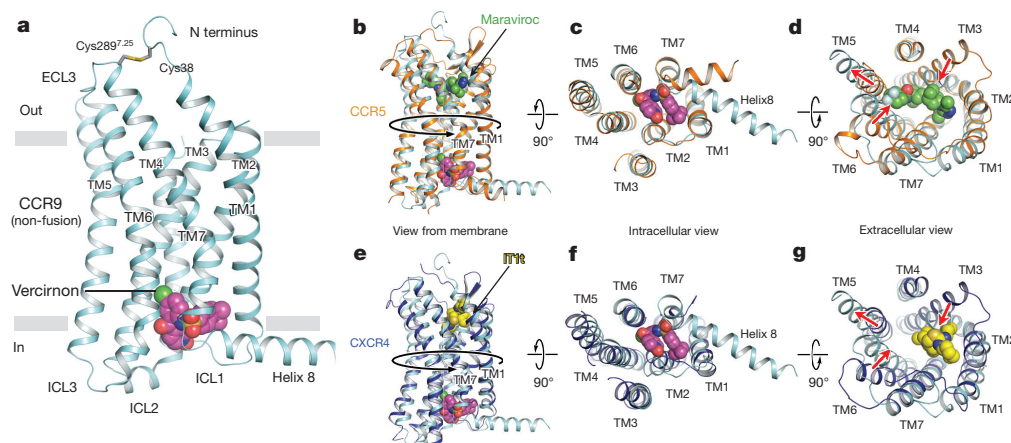 a
N terminus
Cys289⁷·²⁵
Cys38
ECL3
Out
TM3
TM4
TM2
TM5
CCR9
(non-fusion)
TM6
TM1
TM7
Vercirnon
In
ICL1
ICL3
Helix 8
ICL2
b
Maraviroc
CCR5
TM7
TM1
View from membrane
90°
c
TM7
TM6
TM5
Helix8
TM4
TM2
TM1
TM3
Intracellular view
90°
d
TM4
TM3
TM5
TM2
TM6
TM1
TM7
Extracellular view
e
IT1t
CXCR4
TM7
TM1
90°
f
TM7
TM6
TM5
Helix 8
TM4
TM2
TM1
TM3
90°
g
TM4
TM3
TM5
TM2
TM6
TM1
TM7